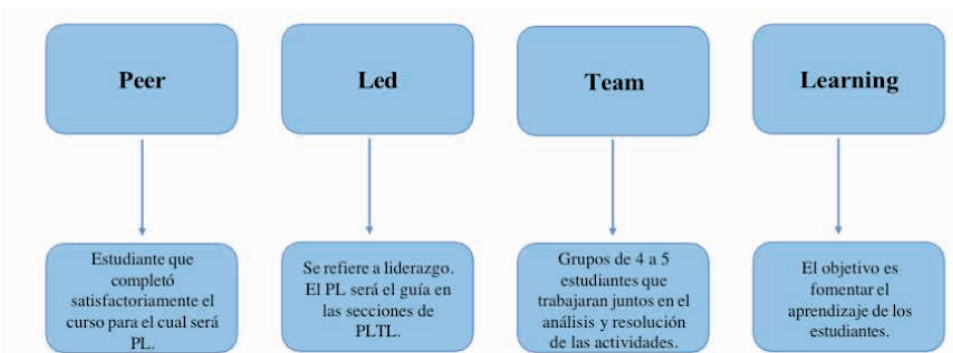 Peer
Led
Team
Learning
Estudiante que
completó
satisfactoriamente el
curso para el cual será
PL.
Se refiere a liderazgo.
El PL será el guía en
las secciones de
PLTL.
Grupos de 4 a 5
estudiantes que
trabajaran juntos en el
análisis y resolución
de las actividades.
El objetivo es
fomentar el
aprendizaje de los
estudiantes.